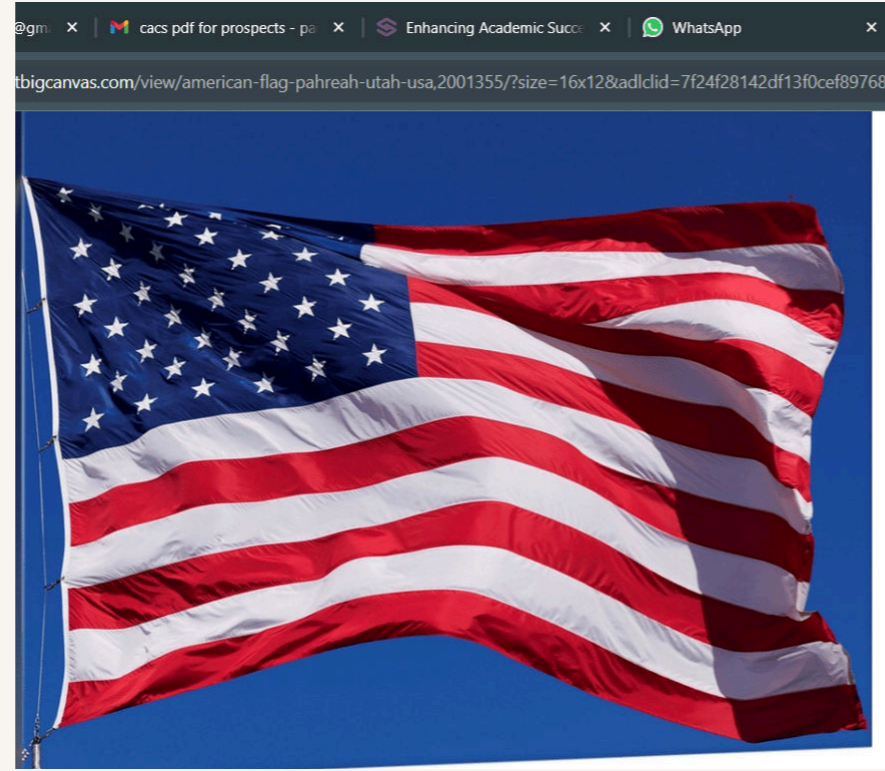 @gm cacs pdf for prospects - pa Enhancing Academic Succe WhatsApp
tbigcanvas.com/view/american-flag-pahreah-utah-usa,2001355/?size=16x12&adlclid=7f24f28142df13f0cef89768